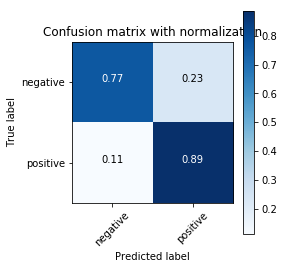 Confusion matrix with normalization
negative
positive
True label
0.77
0.23
0.11
0.89
negative
positive
Predicted label
0.8
0.7
0.6
0.5
0.4
0.3
0.2